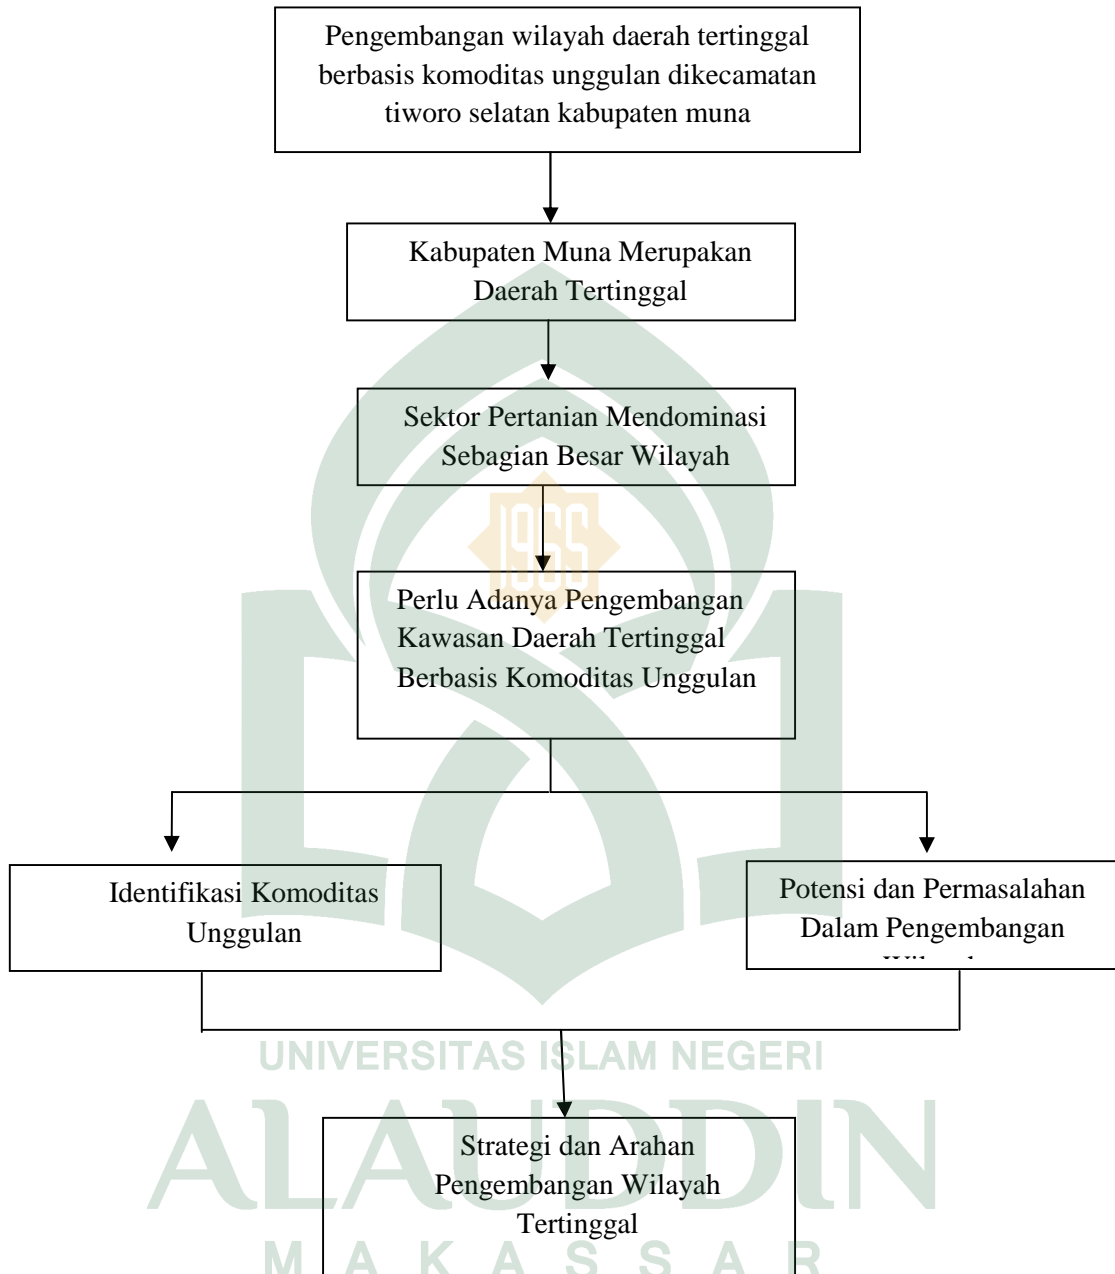 Pengembangan wilayah daerah tertinggal
berbasis komoditas unggulan dikecamatan
tiworo selatan kabupaten muna
Kabupaten Muna Merupakan
Daerah Tertinggal
Sektor Pertanian Mendominasi
Sebagian Besar Wilayah
1965
Perlu Adanya Pengembangan
Kawasan Daerah Tertinggal
Berbasis Komoditas Unggulan
Identifikasi Komoditas
Unggulan
Potensi dan Permasalahan
Dalam Pengembangan
UNIVERSITAS ISLAM NEGERI
ALAUDDIN
Strategi dan Arahan
Pengembangan Wilayah
Tertinggal
MAKASSAR